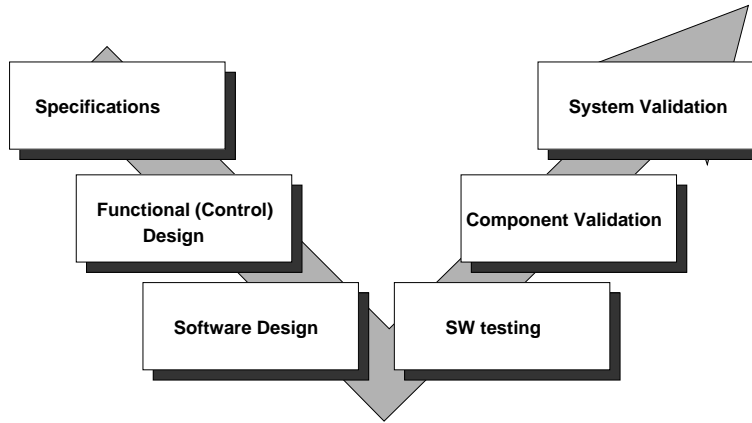 Specifications
System Validation
Functional (Control)
Design
Component Validation
Software Design
SW testing